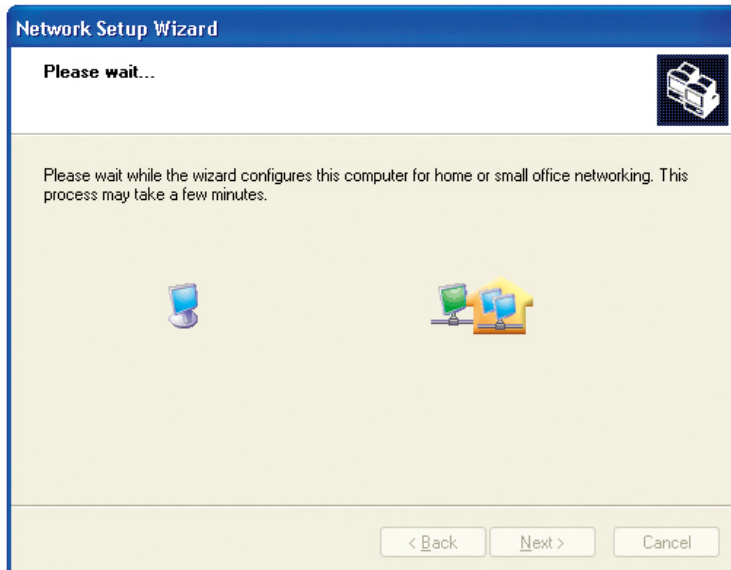 Network Setup Wizard
Please wait...
Please wait while the wizard configures this computer for home or small office networking. This
process may take a few minutes.
< Back Next > Cancel